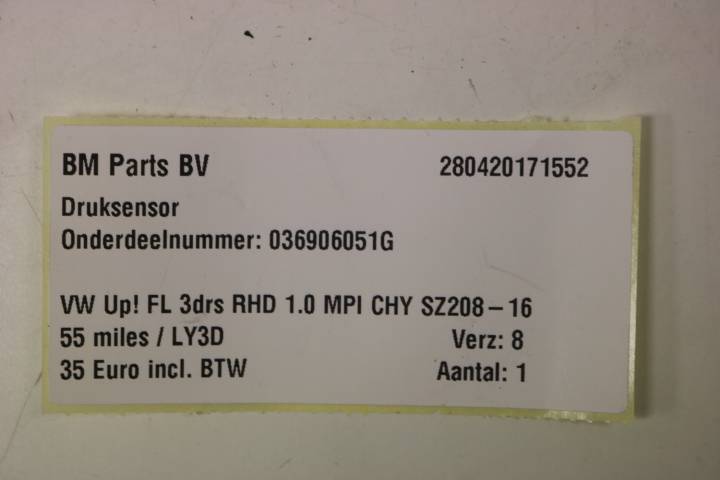 BM Parts BV 280420171552
Druksensor
Onderdeelnummer: 036906051G
VW Up! FL 3drs RHD 1.0 MPI CHY SZ208-16
55 miles / LY3D Verz: 8
35 Euro incl. BTW Aantal: 1